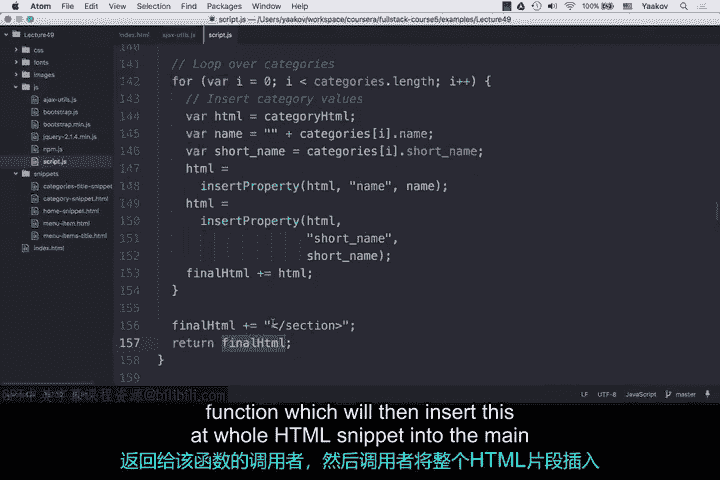 Atom File Edit View Selection Find Packages Window Help
100% Yaakov
script.js — /Users/yaakov/workspace/coursera/fullstack-course5/examples/Lecture49
Lecture49
css
fonts
images
js
ajax-utils.js
bootstrap.js
bootstrap.min.js
jquery-2.1.4.min.js
npm.js
script.js
snippets
categories-title-snippet
category-snippet.html
home-snippet.html
menu-item.html
menu-items-title.html
index.html
index.html ajax-utils.js script.js
140
141 // Loop over categories
142 for (var i = 0; i < categories.length; i++) {
143 // Insert category values
144 var html = categoryHtml;
145 var name = "" + categories[i].name;
146 var short_name = categories[i].short_name;
147 html =
148 insertProperty(html, "name", name);
149 html =
150 insertProperty(html,
151 "short_name",
152 short_name);
153 finalHtml += html;
154 }
155
156 finalHtml += "</section>";
157 return finalHtml;
158 }
159
LF UTF-8 JavaScript master
function which will then insert this
at whole HTML snippet into the main
返回给该函数的调用者，然后调用者将整个HTML片段插入